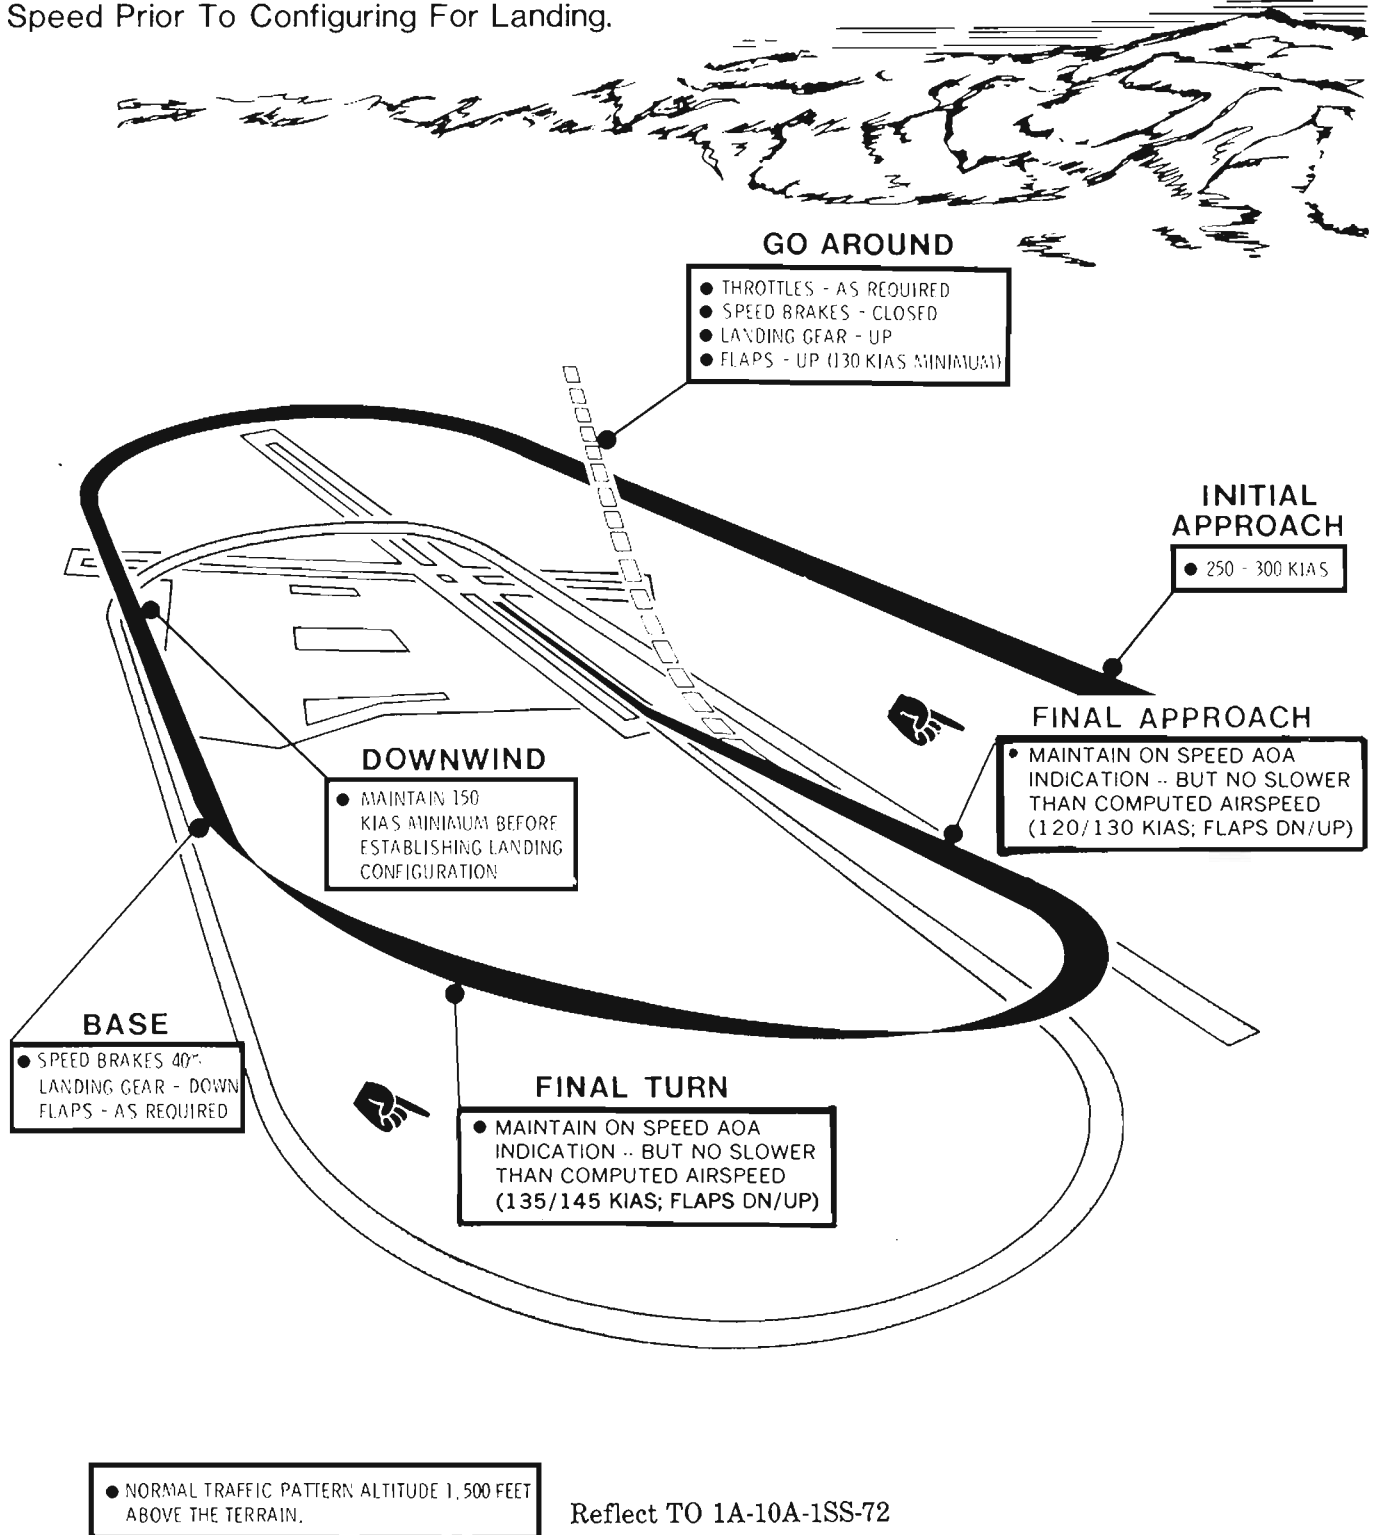 Speed Prior To Configuring For Landing.
GO AROUND
● THROTTLES - AS REQUIRED
● SPEED BRAKES - CLOSED
● LANDING GEAR - UP
● FLAPS - UP (130 KIAS MINIMUM)
INITIAL
APPROACH
● 250 - 300 KIAS
FINAL APPROACH
● MAINTAIN ON SPEED AOA
INDICATION -- BUT NO SLOWER
THAN COMPUTED AIRSPEED
(120/130 KIAS; FLAPS DN/UP)
DOWNWIND
● MAINTAIN 150
KIAS MINIMUM BEFORE
ESTABLISHING LANDING
CONFIGURATION
BASE
● SPEED BRAKES 40%
LANDING GEAR - DOWN
FLAPS - AS REQUIRED
FINAL TURN
● MAINTAIN ON SPEED AOA
INDICATION -- BUT NO SLOWER
THAN COMPUTED AIRSPEED
(135/145 KIAS; FLAPS DN/UP)
● NORMAL TRAFFIC PATTERN ALTITUDE 1,500 FEET
ABOVE THE TERRAIN.
Reflect TO 1A-10A-1SS-72